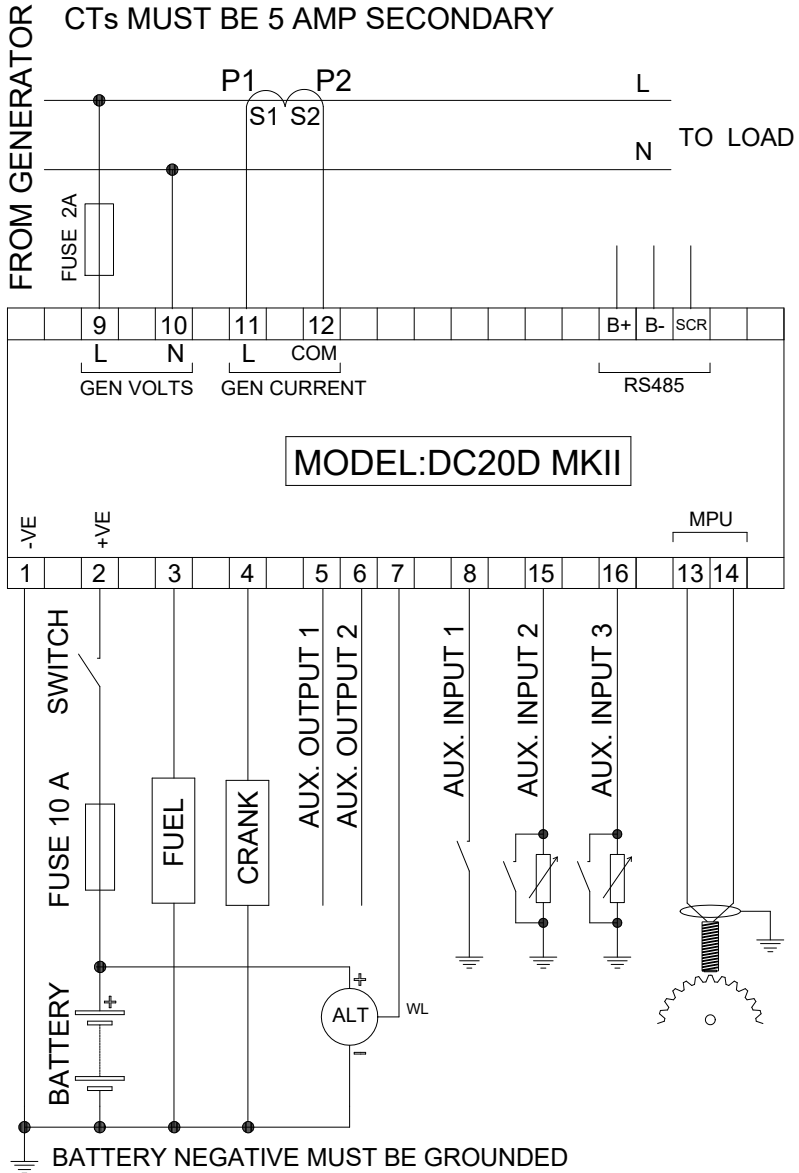 CTs MUST BE 5 AMP SECONDARY
FROM GENERATOR
P1 P2
L
S1 S2
TO LOAD
N
FUSE 2A
9 10 11 12 B+ B- SCR
L N L COM
GEN VOLTS GEN CURRENT RS485
MODEL:DC20D MKII
-VE +VE MPU
1 2 3 4 5 6 7 8 15 16 13 14
SWITCH
AUX. OUTPUT 1
AUX. OUTPUT 2
AUX. INPUT 1
AUX. INPUT 2
AUX. INPUT 3
FUSE 10 A
FUEL
CRANK
BATTERY
+
+
ALT
WL
-
BATTERY NEGATIVE MUST BE GROUNDED